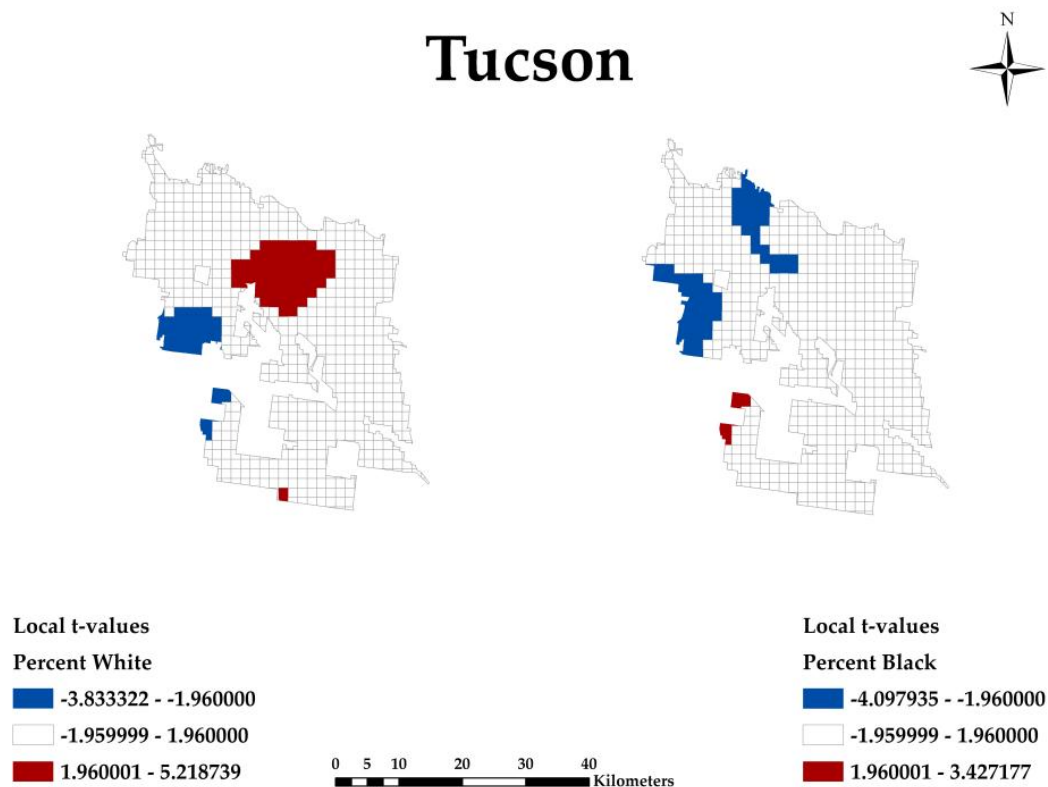 Tucson
N
Local t-values
Percent White
-3.833322 - -1.960000
-1.959999 - 1.960000
1.960001 - 5.218739
0 5 10 20 30 40
Kilometers
Local t-values
Percent Black
-4.097935 - -1.960000
-1.959999 - 1.960000
1.960001 - 3.427177